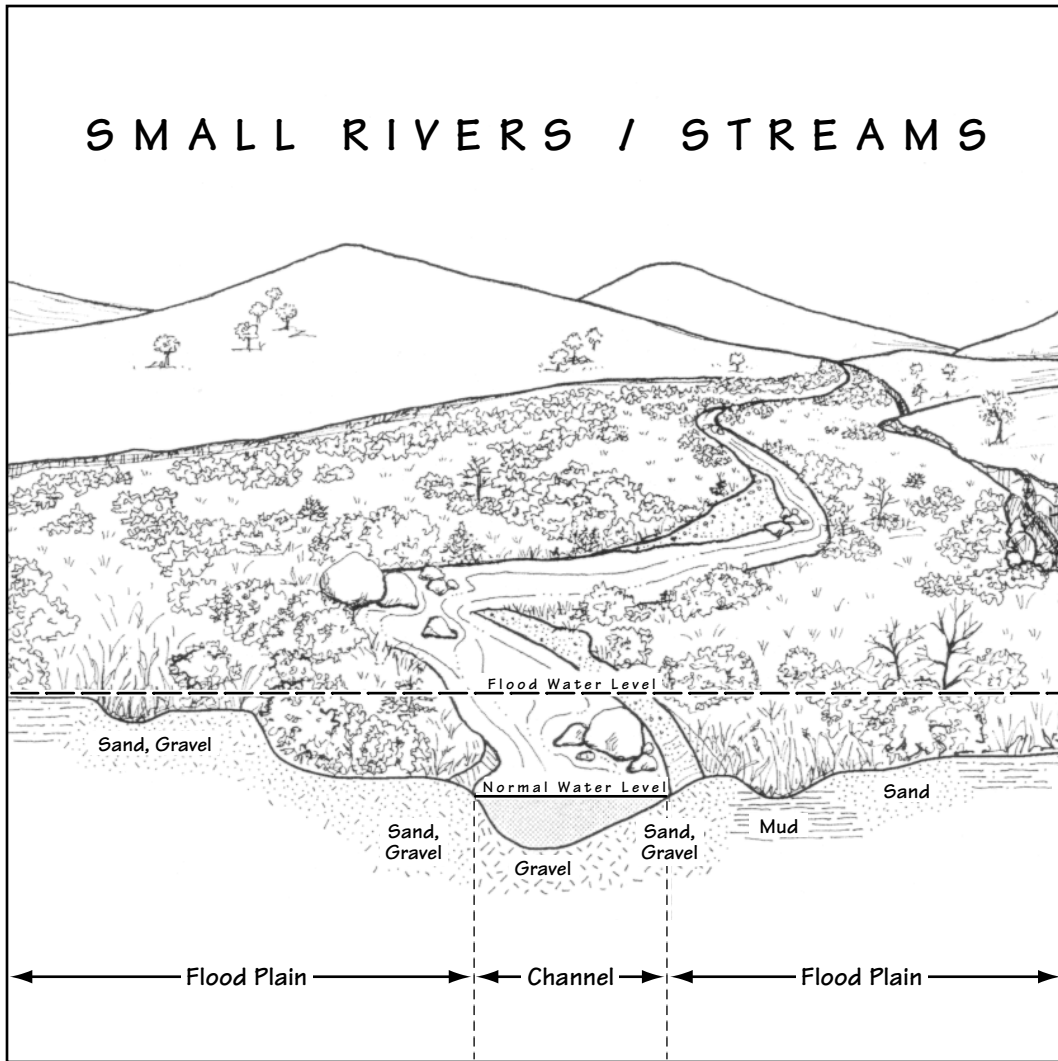 SMALL RIVERS / STREAMS
Flood Water Level
Sand, Gravel
Normal Water Level
Sand
Sand,
Gravel
Sand,
Gravel
Mud
Gravel
Flood Plain
Channel
Flood Plain